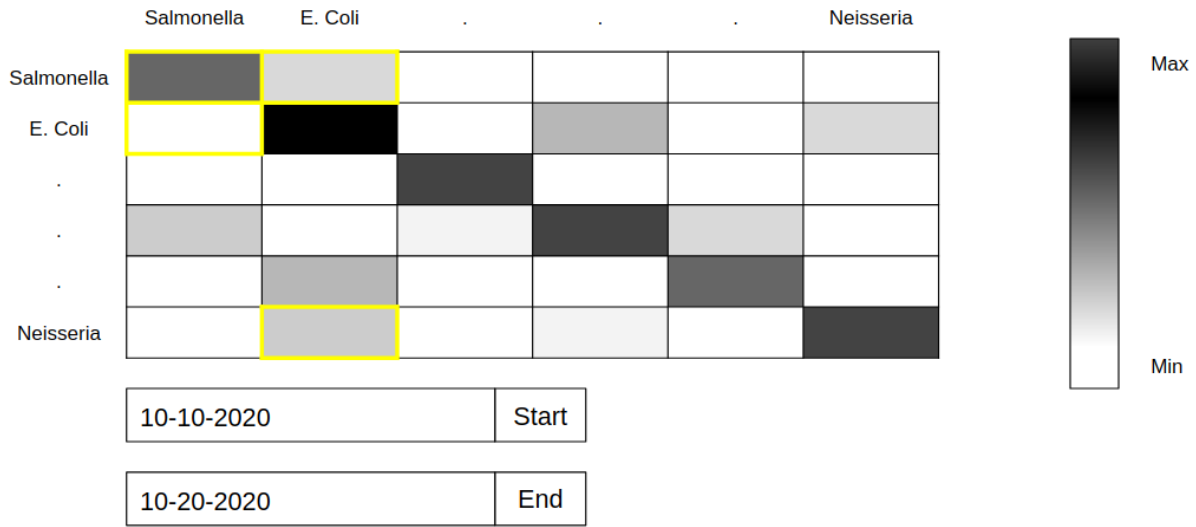 Salmonella E. Coli . . . Neisseria
Max
Salmonella
E. Coli
.
.
.
Neisseria
Min
10-10-2020 Start
10-20-2020 End